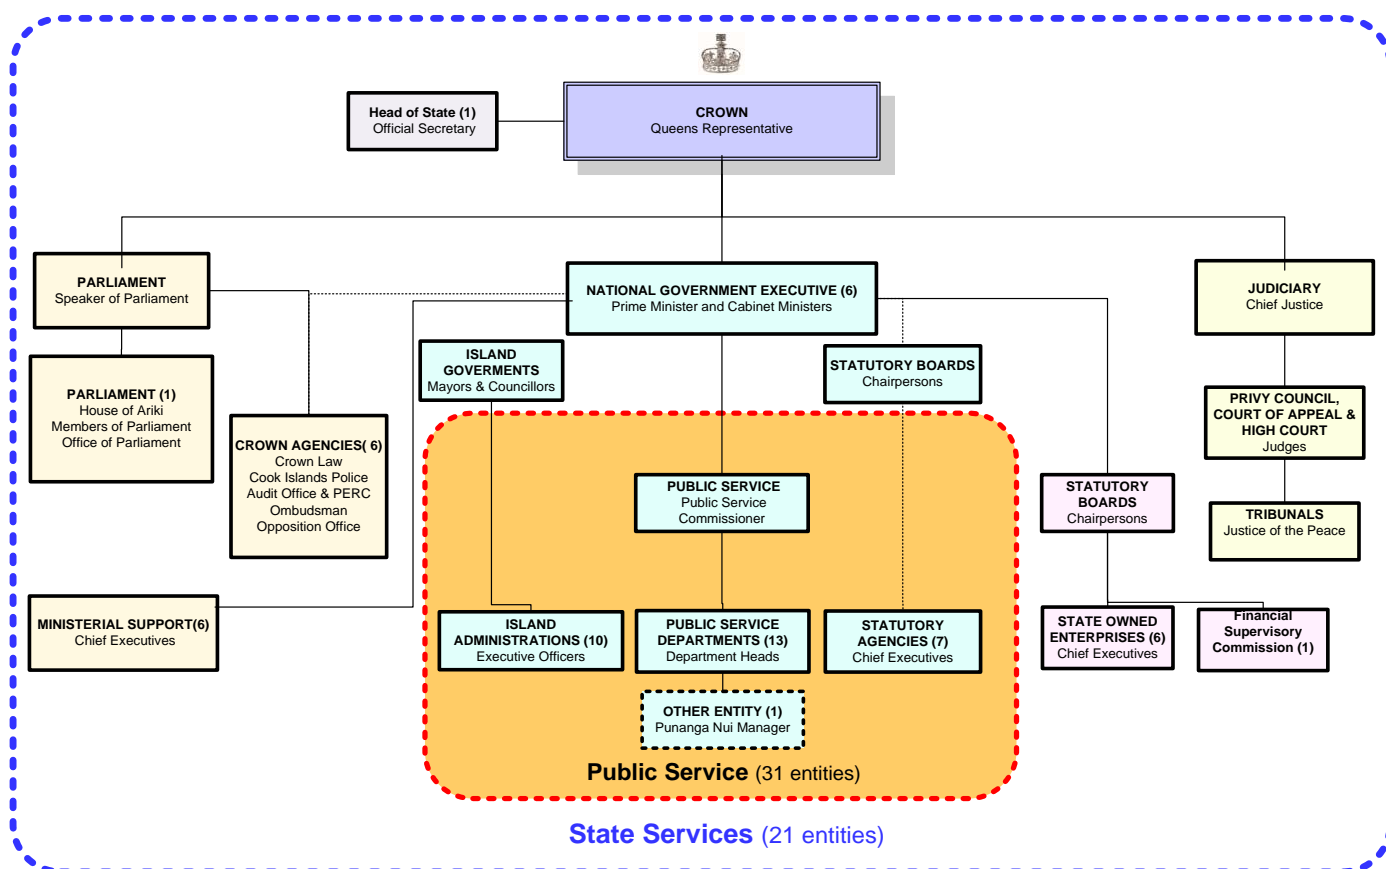 CROWN
Queens Representative
Head of State (1)
Official Secretary
PARLIAMENT
Speaker of Parliament
NATIONAL GOVERNMENT EXECUTIVE (6)
Prime Minister and Cabinet Ministers
JUDICIARY
Chief Justice
ISLAND
GOVERMENTS
Mayors & Councillors
STATUTORY BOARDS
Chairpersons
PARLIAMENT (1)
House of Ariki
Members of Parliament
Office of Parliament
PRIVY COUNCIL,
COURT OF APPEAL &
HIGH COURT
Judges
CROWN AGENCIES( 6)
Crown Law
Cook Islands Police
Audit Office & PERC
Ombudsman
Opposition Office
PUBLIC SERVICE
Public Service
Commissioner
STATUTORY
BOARDS
Chairpersons
TRIBUNALS
Justice of the Peace
MINISTERIAL SUPPORT(6)
Chief Executives
ISLAND
ADMINISTRATIONS (10)
Executive Officers
PUBLIC SERVICE
DEPARTMENTS (13)
Department Heads
STATUTORY
AGENCIES (7)
Chief Executives
STATE OWNED
ENTERPRISES (6)
Chief Executives
Financial
Supervisory
Commission (1)
OTHER ENTITY (1)
Punanga Nui Manager
Public Service (31 entities)
State Services (21 entities)